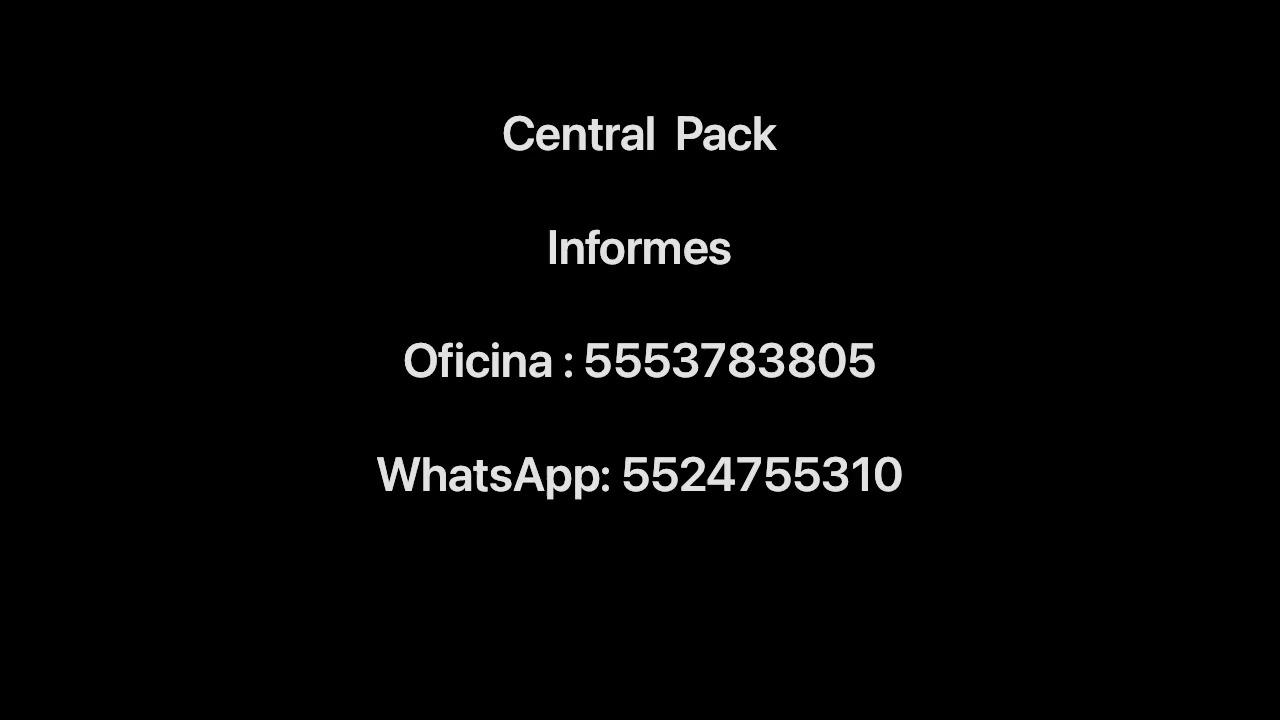 Central Pack
Informes
Oficina : 5553783805
WhatsApp: 5524755310